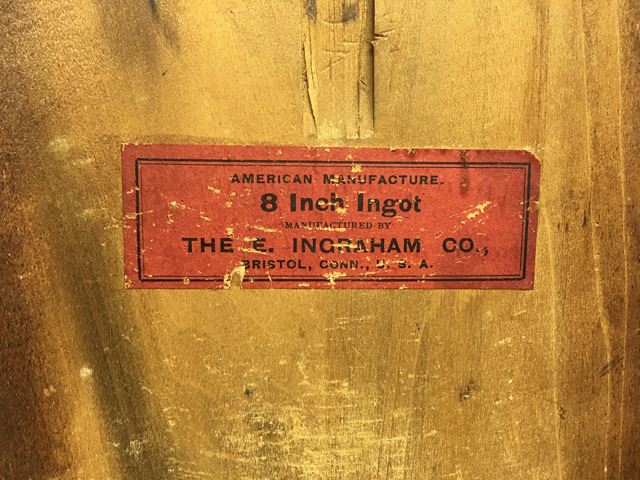 AMERICAN MANUFACTURE.
8 Inch Ingot
MANUFACTURED BY
THE E. INGRAHAM CO.,
BRISTOL, CONN., U. S. A.